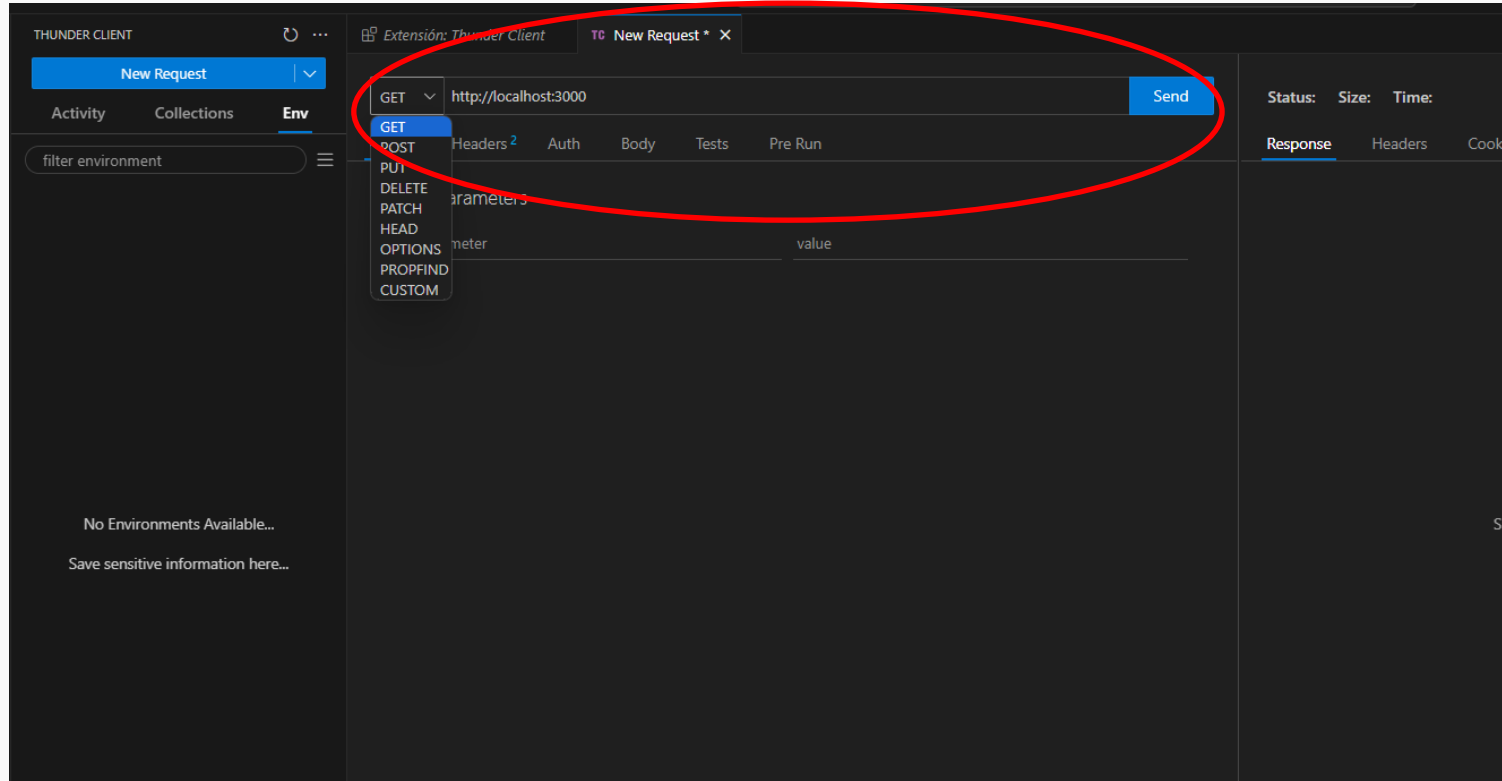 THUNDER CLIENT
New Request
Activity Collections Env
filter environment
No Environments Available...
Save sensitive information here...
Extensión: Thunder Client TC New Request *
GET http://localhost:3000 Send
GET
POST
PUT
DELETE
PATCH
HEAD
OPTIONS
PROPFIND
CUSTOM
Headers 2 Auth Body Tests Pre Run
arameters
meter value
Status: Size: Time:
Response Headers Cook
S